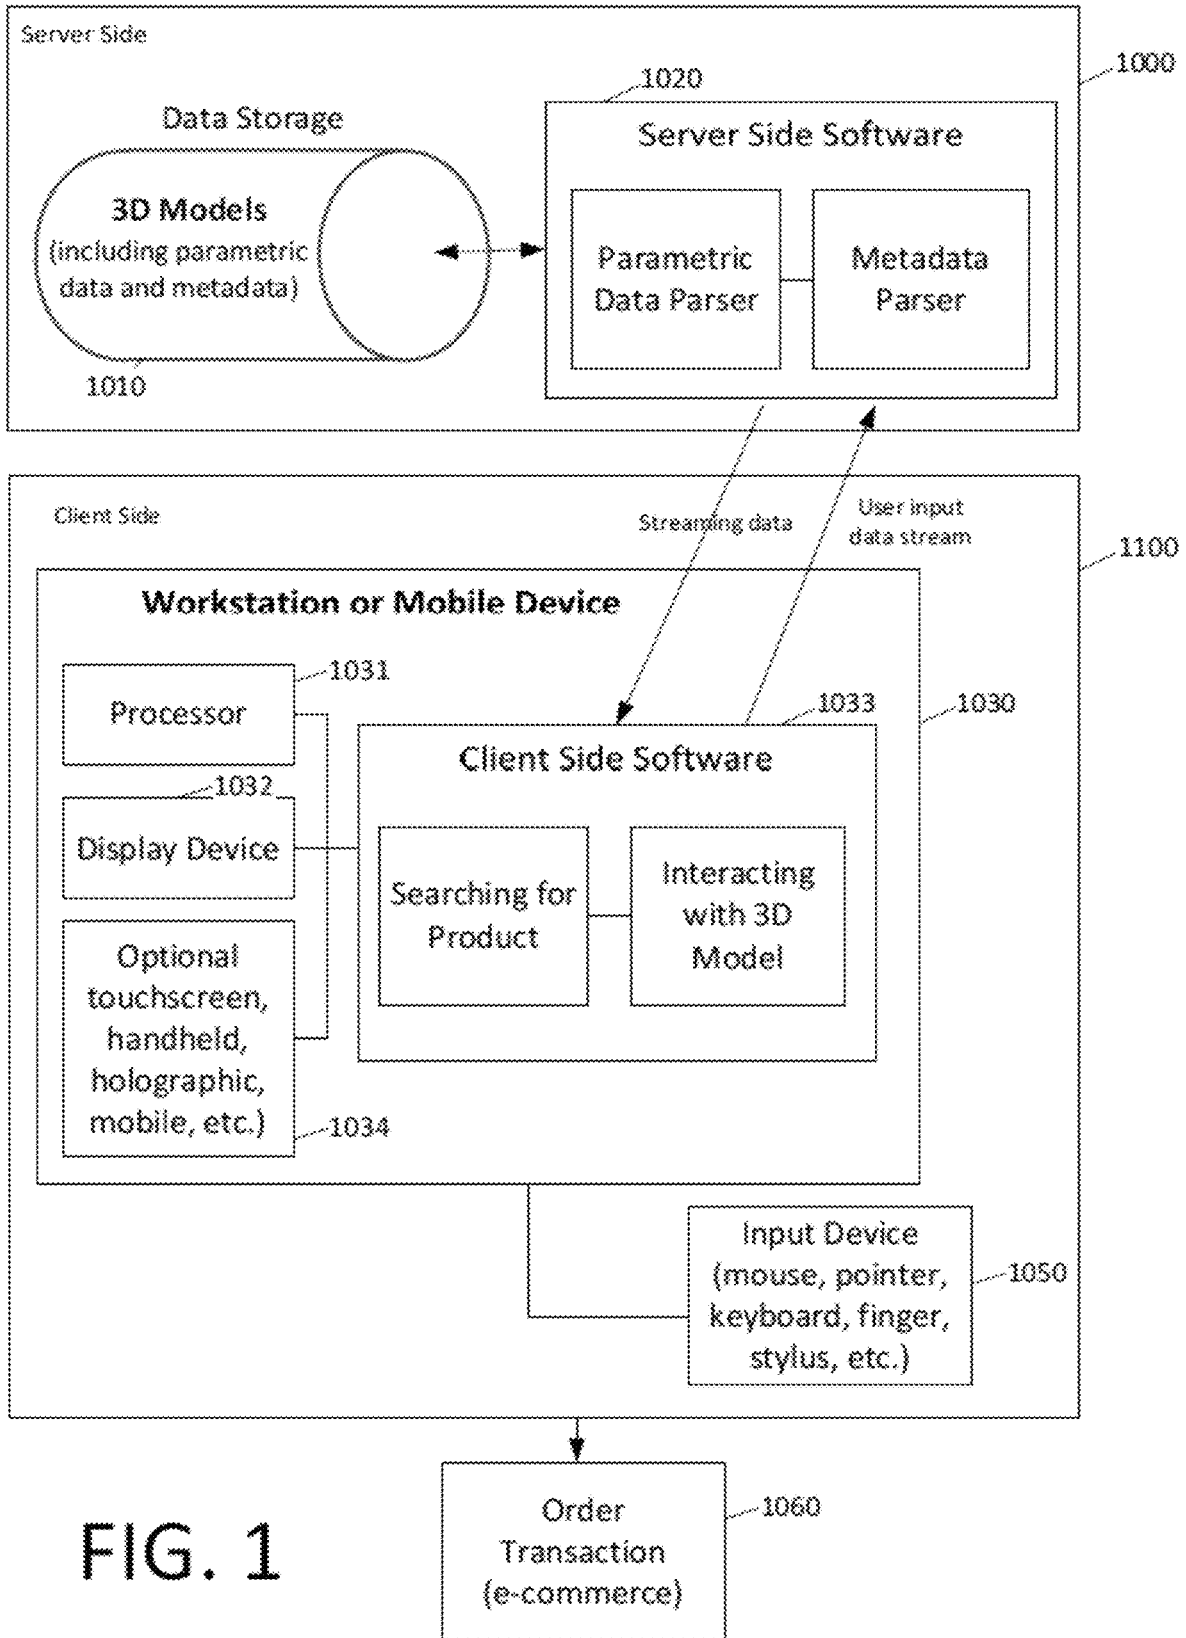 Server Side
1000
1020
Data Storage
Server Side Software
3D Models
(including parametric
data and metadata)
Parametric
Data Parser
Metadata
Parser
1010
Client Side
Streaming data
User input
data stream
1100
Workstation or Mobile Device
1031
Processor
1030
1033
Client Side Software
1032
Display Device
Searching for
Product
Interacting
with 3D
Model
Optional
touchscreen,
handheld,
holographic,
mobile, etc.)
1034
Input Device
(mouse, pointer,
keyboard, finger,
stylus, etc.)
1050
Order
Transaction
(e-commerce)
1060
FIG. 1